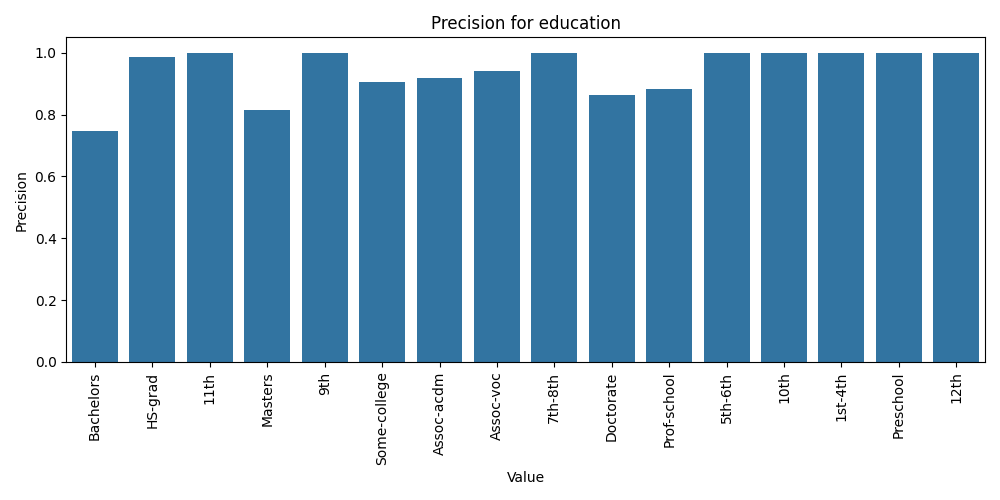 Precision for education
Precision
1.0
0.8
0.6
0.4
0.2
0.0
Bachelors
HS-grad
11th
Masters
9th
Some-college
Assoc-acdm
Assoc-voc
7th-8th
Doctorate
Prof-school
5th-6th
10th
1st-4th
Preschool
12th
Value